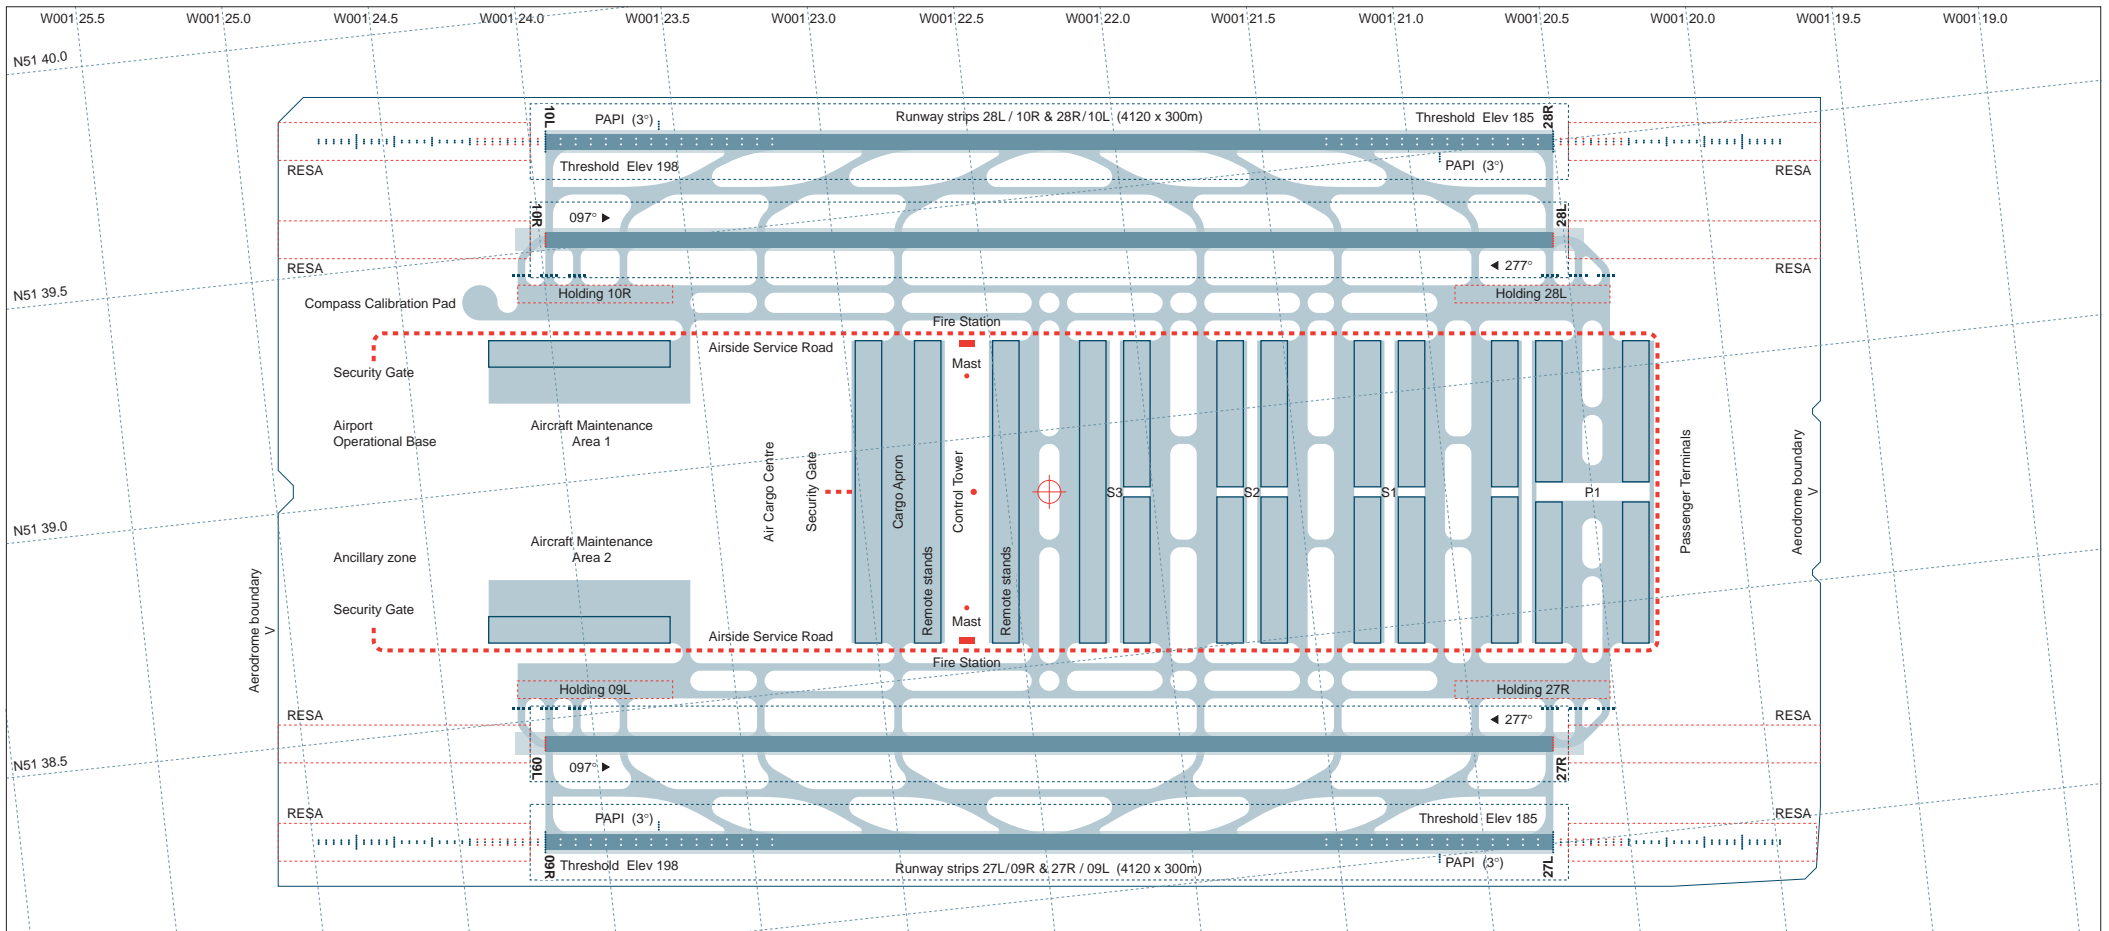 W001 25.5 W001 25.0 W001 24.5 W001 24.0 W001 23.5 W001 23.0 W001 22.5 W001 22.0 W001 21.5 W001 21.0 W001 20.5 W001 20.0 W001 19.5 W001 19.0
N51 40.0
10L
PAPI (3°)
Runway strips 28L / 10R & 28R / 10L (4120 x 300m)
Threshold Elev 185
28R
RESA
Threshold Elev 198
PAPI (3°)
RESA
10R
097°
28L
RESA
277°
RESA
N51 39.5
Compass Calibration Pad
Holding 10R
Holding 28L
Fire Station
Airside Service Road
Mast
Security Gate
Airport
Operational Base
Aircraft Maintenance
Area 1
Air Cargo Centre
Security Gate
Cargo Apron
Remote stands
Control Tower
Remote stands
S3
S2
S1
P1
Passenger Terminals
Aerodrome boundary
V
N51 39.0
Aircraft Maintenance
Area 2
Ancillary zone
Security Gate
Aerodrome boundary
V
Mast
Airside Service Road
Fire Station
Holding 09L
Holding 27R
RESA
277°
RESA
N51 38.5
09L
097°
27R
RESA
PAPI (3°)
Threshold Elev 185
RESA
09R
Threshold Elev 198
Runway strips 27L/09R & 27R / 09L (4120 x 300m)
PAPI (3°)
27L